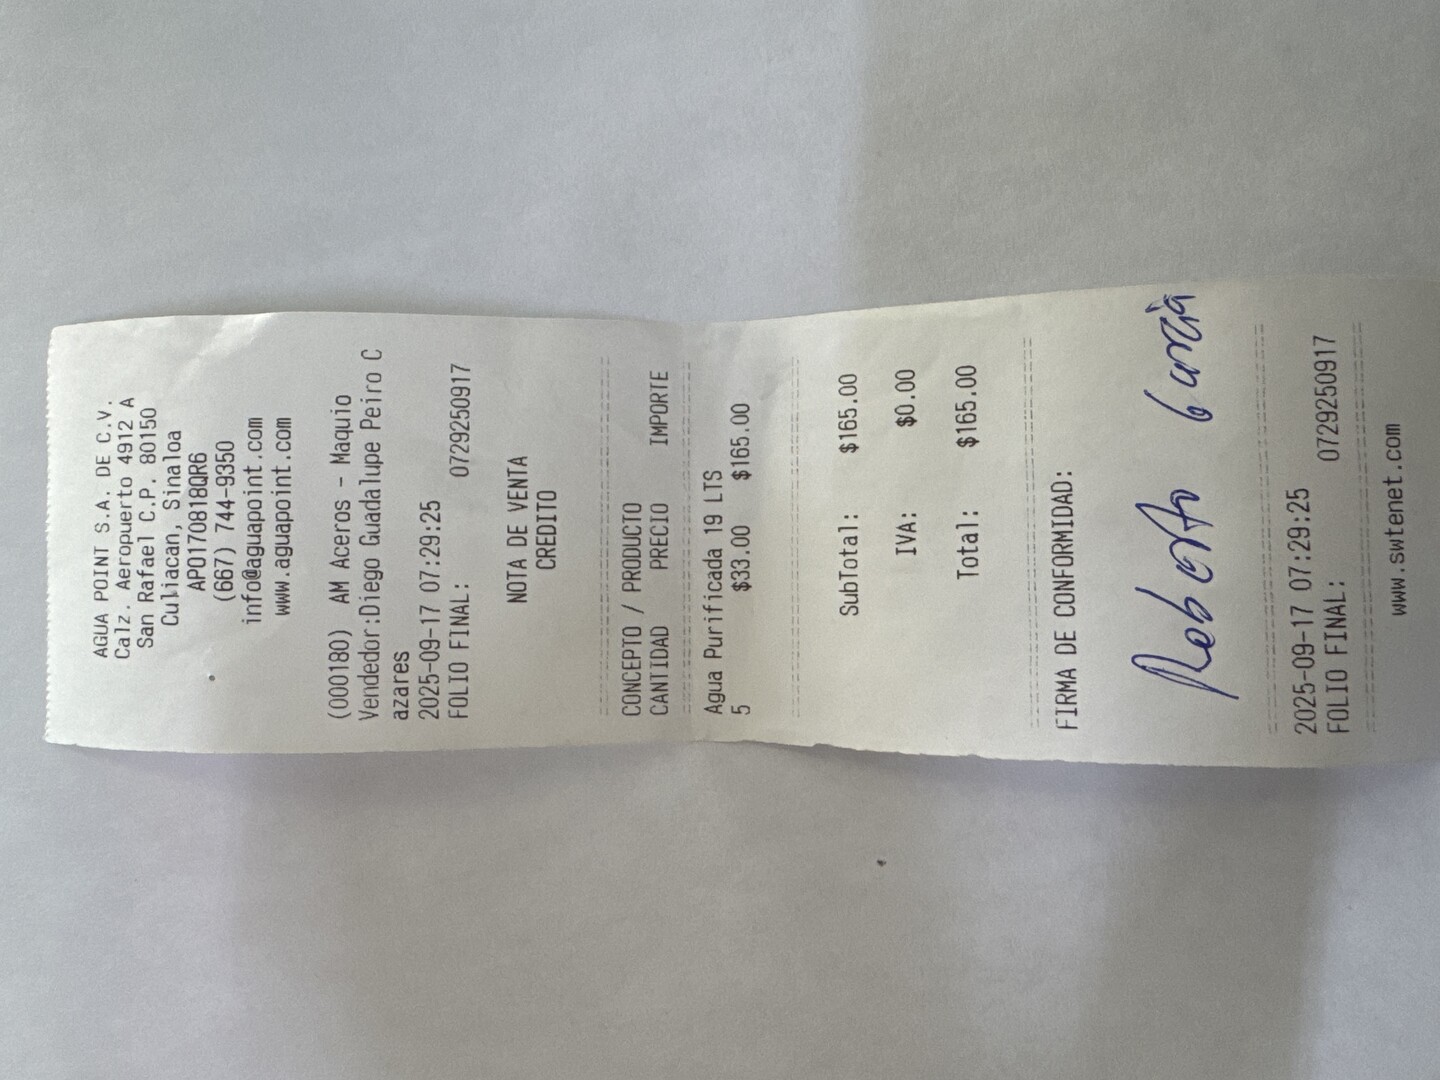 AGUA POINT S.A. DE C.V.
Calz. Aeropuerto 4912 A
San Rafael C.P. 80150
Culiacan, Sinaloa
APO170818QR6
(667) 744-9350
info@aguapoint.com
www.aguapoint.com
(000180) AM Aceros - Maquio
Vendedor:Diego Guadalupe Peiro C
azares
2025-09-17 07:29:25
FOLIO FINAL: 0729250917
NOTA DE VENTA
CREDITO
CONCEPTO / PRODUCTO
CANTIDAD PRECIO IMPORTE
Agua Purificada 19 LTS
5 $33.00 $165.00
SubTotal: $165.00
IVA: $0.00
Total: $165.00
FIRMA DE CONFORMIDAD:
Roberto Garcia
2025-09-17 07:29:25
FOLIO FINAL: 0729250917
www.swtenet.com